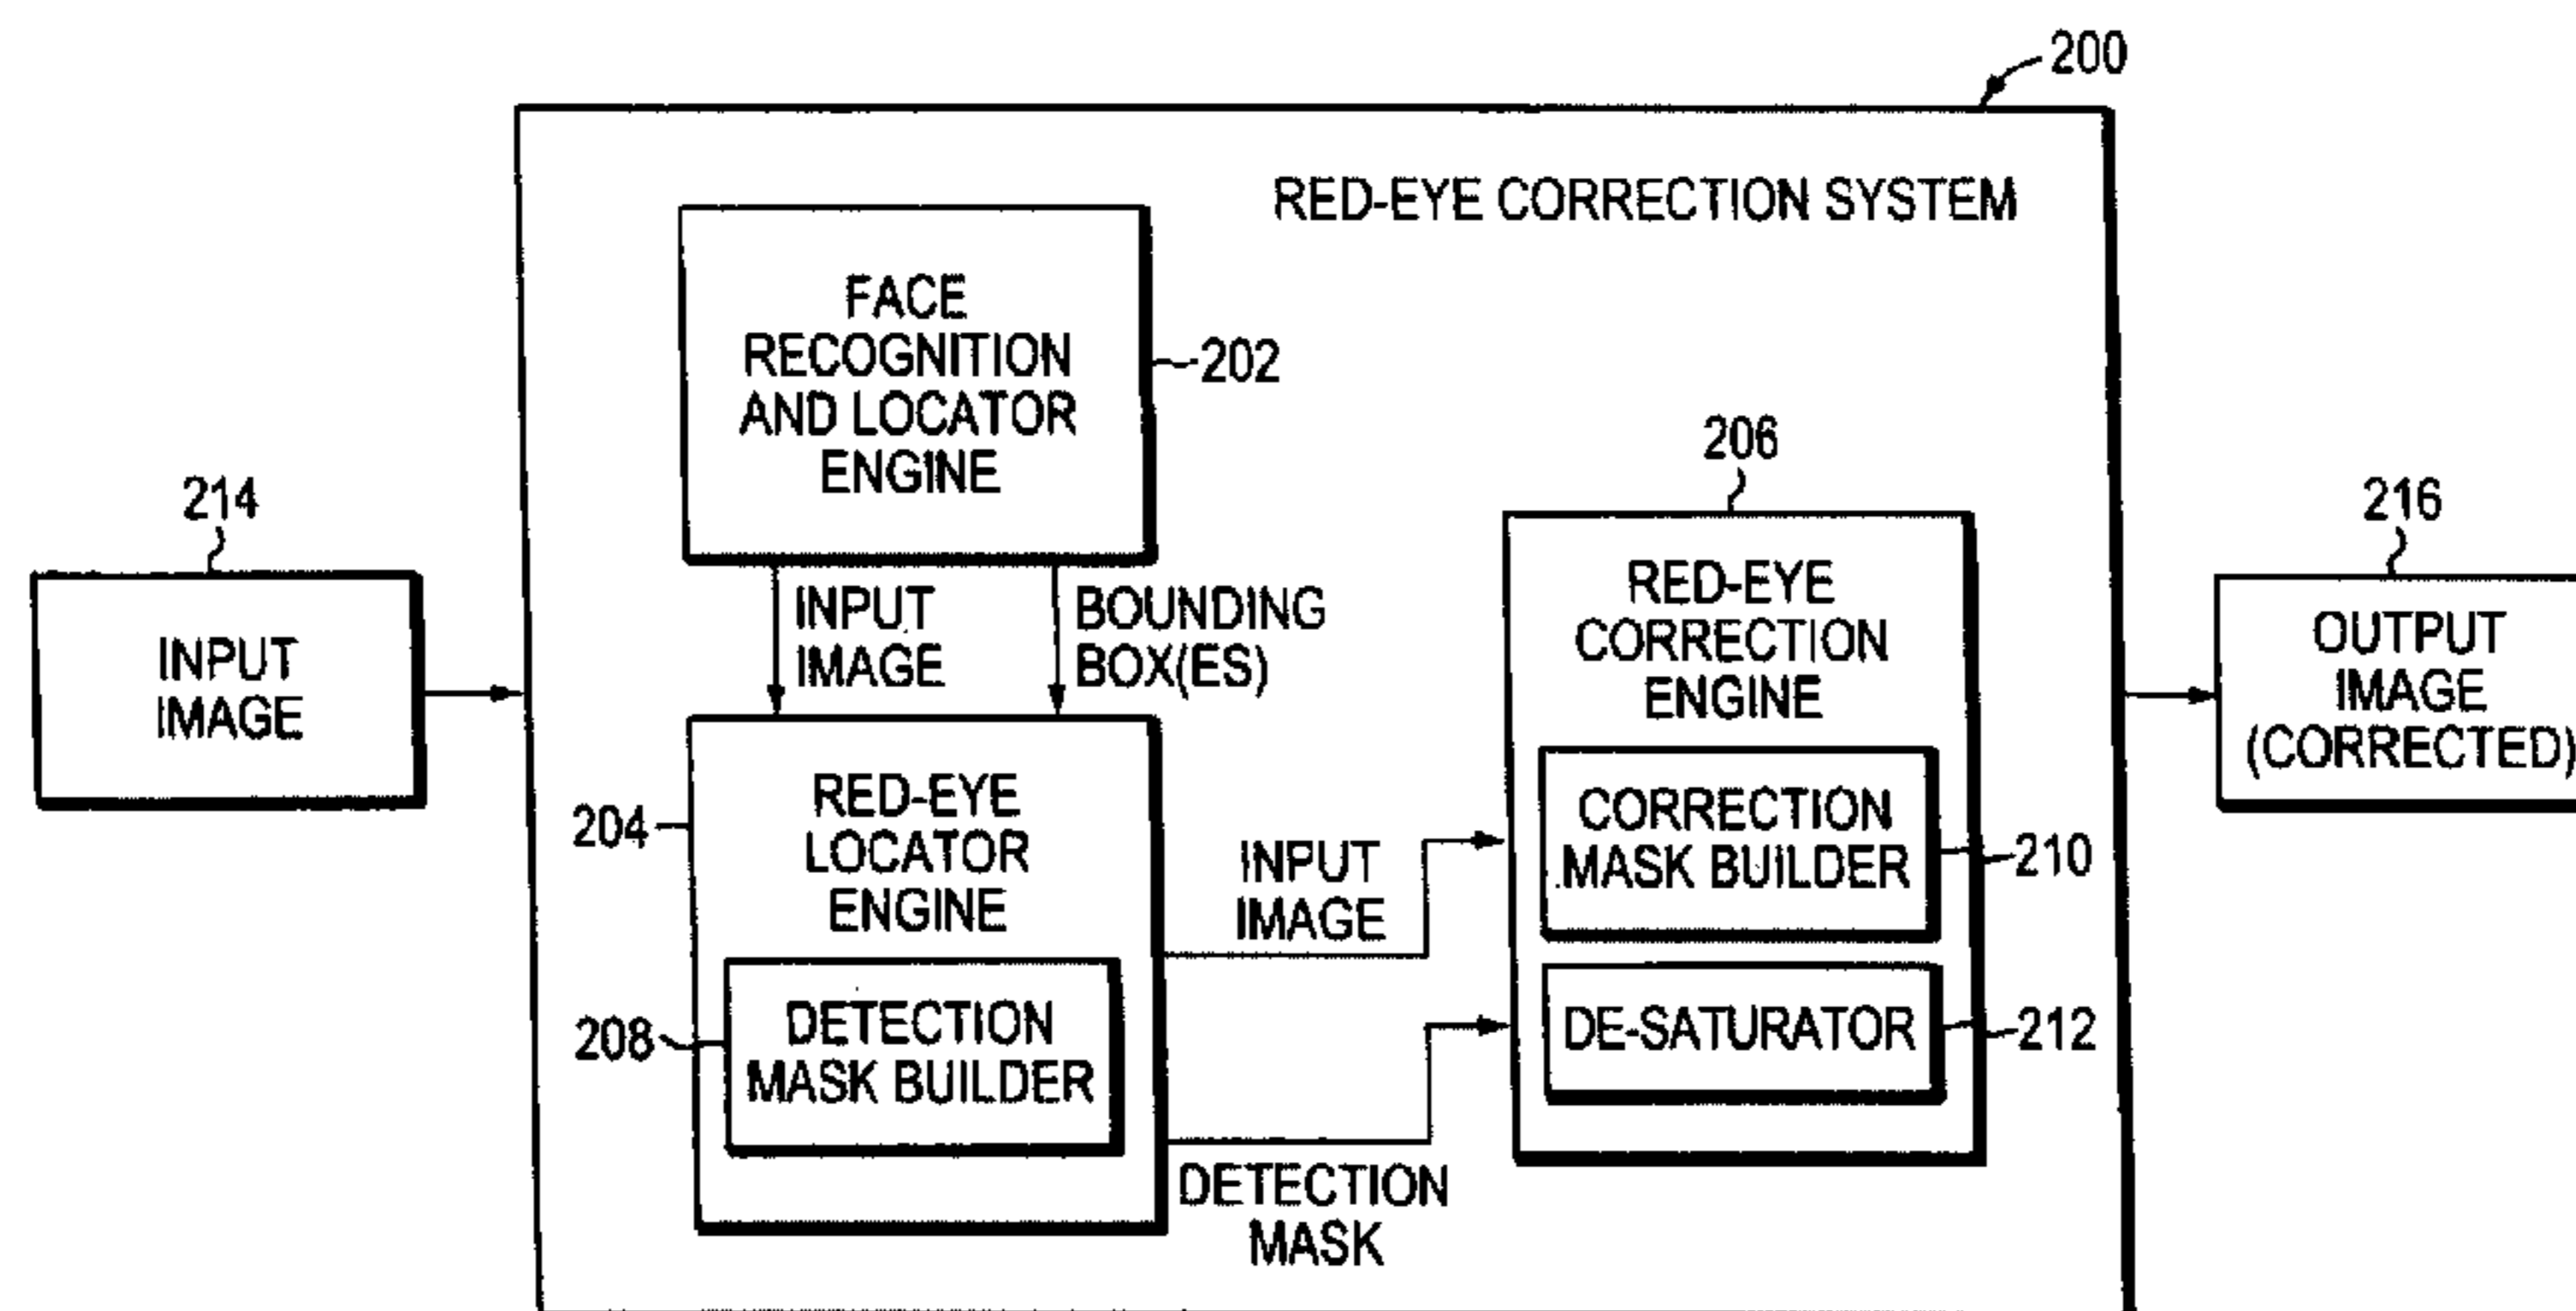 200
RED-EYE CORRECTION SYSTEM
FACE
RECOGNITION
AND LOCATOR
ENGINE
202
214
INPUT
IMAGE
INPUT
IMAGE
BOUNDING
BOX(ES)
204
RED-EYE
LOCATOR
ENGINE
208
DETECTION
MASK BUILDER
INPUT
IMAGE
DETECTION
MASK
206
RED-EYE
CORRECTION
ENGINE
CORRECTION
MASK BUILDER
210
DE-SATURATOR
212
216
OUTPUT
IMAGE
(CORRECTED)